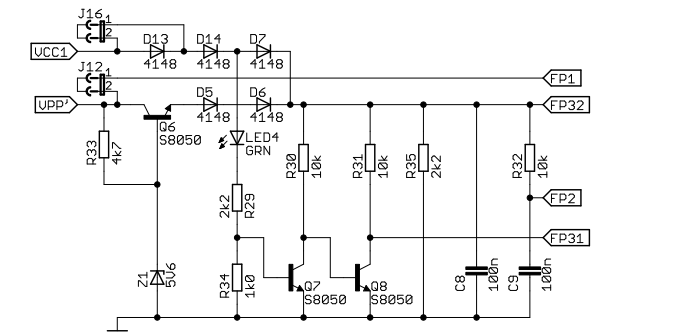 J16
1
2
VCC1
D13
4148
D14
4148
D7
4148
J12
1
2
FP1
VPP'
D5
4148
D6
4148
FP32
Q6
S8050
R33
4k7
LED4
GRN
R30
10k
R31
10k
R35
2k2
R32
10k
2k2
R29
FP2
FP31
Z1
5V6
R34
1k0
Q7
S8050
Q8
S8050
C8
100n
C9
100n